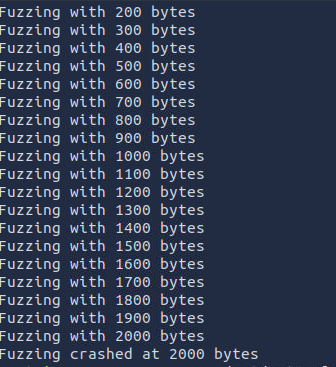 Fuzzing with 200 bytes
Fuzzing with 300 bytes
Fuzzing with 400 bytes
Fuzzing with 500 bytes
Fuzzing with 600 bytes
Fuzzing with 700 bytes
Fuzzing with 800 bytes
Fuzzing with 900 bytes
Fuzzing with 1000 bytes
Fuzzing with 1100 bytes
Fuzzing with 1200 bytes
Fuzzing with 1300 bytes
Fuzzing with 1400 bytes
Fuzzing with 1500 bytes
Fuzzing with 1600 bytes
Fuzzing with 1700 bytes
Fuzzing with 1800 bytes
Fuzzing with 1900 bytes
Fuzzing with 2000 bytes
Fuzzing crashed at 2000 bytes